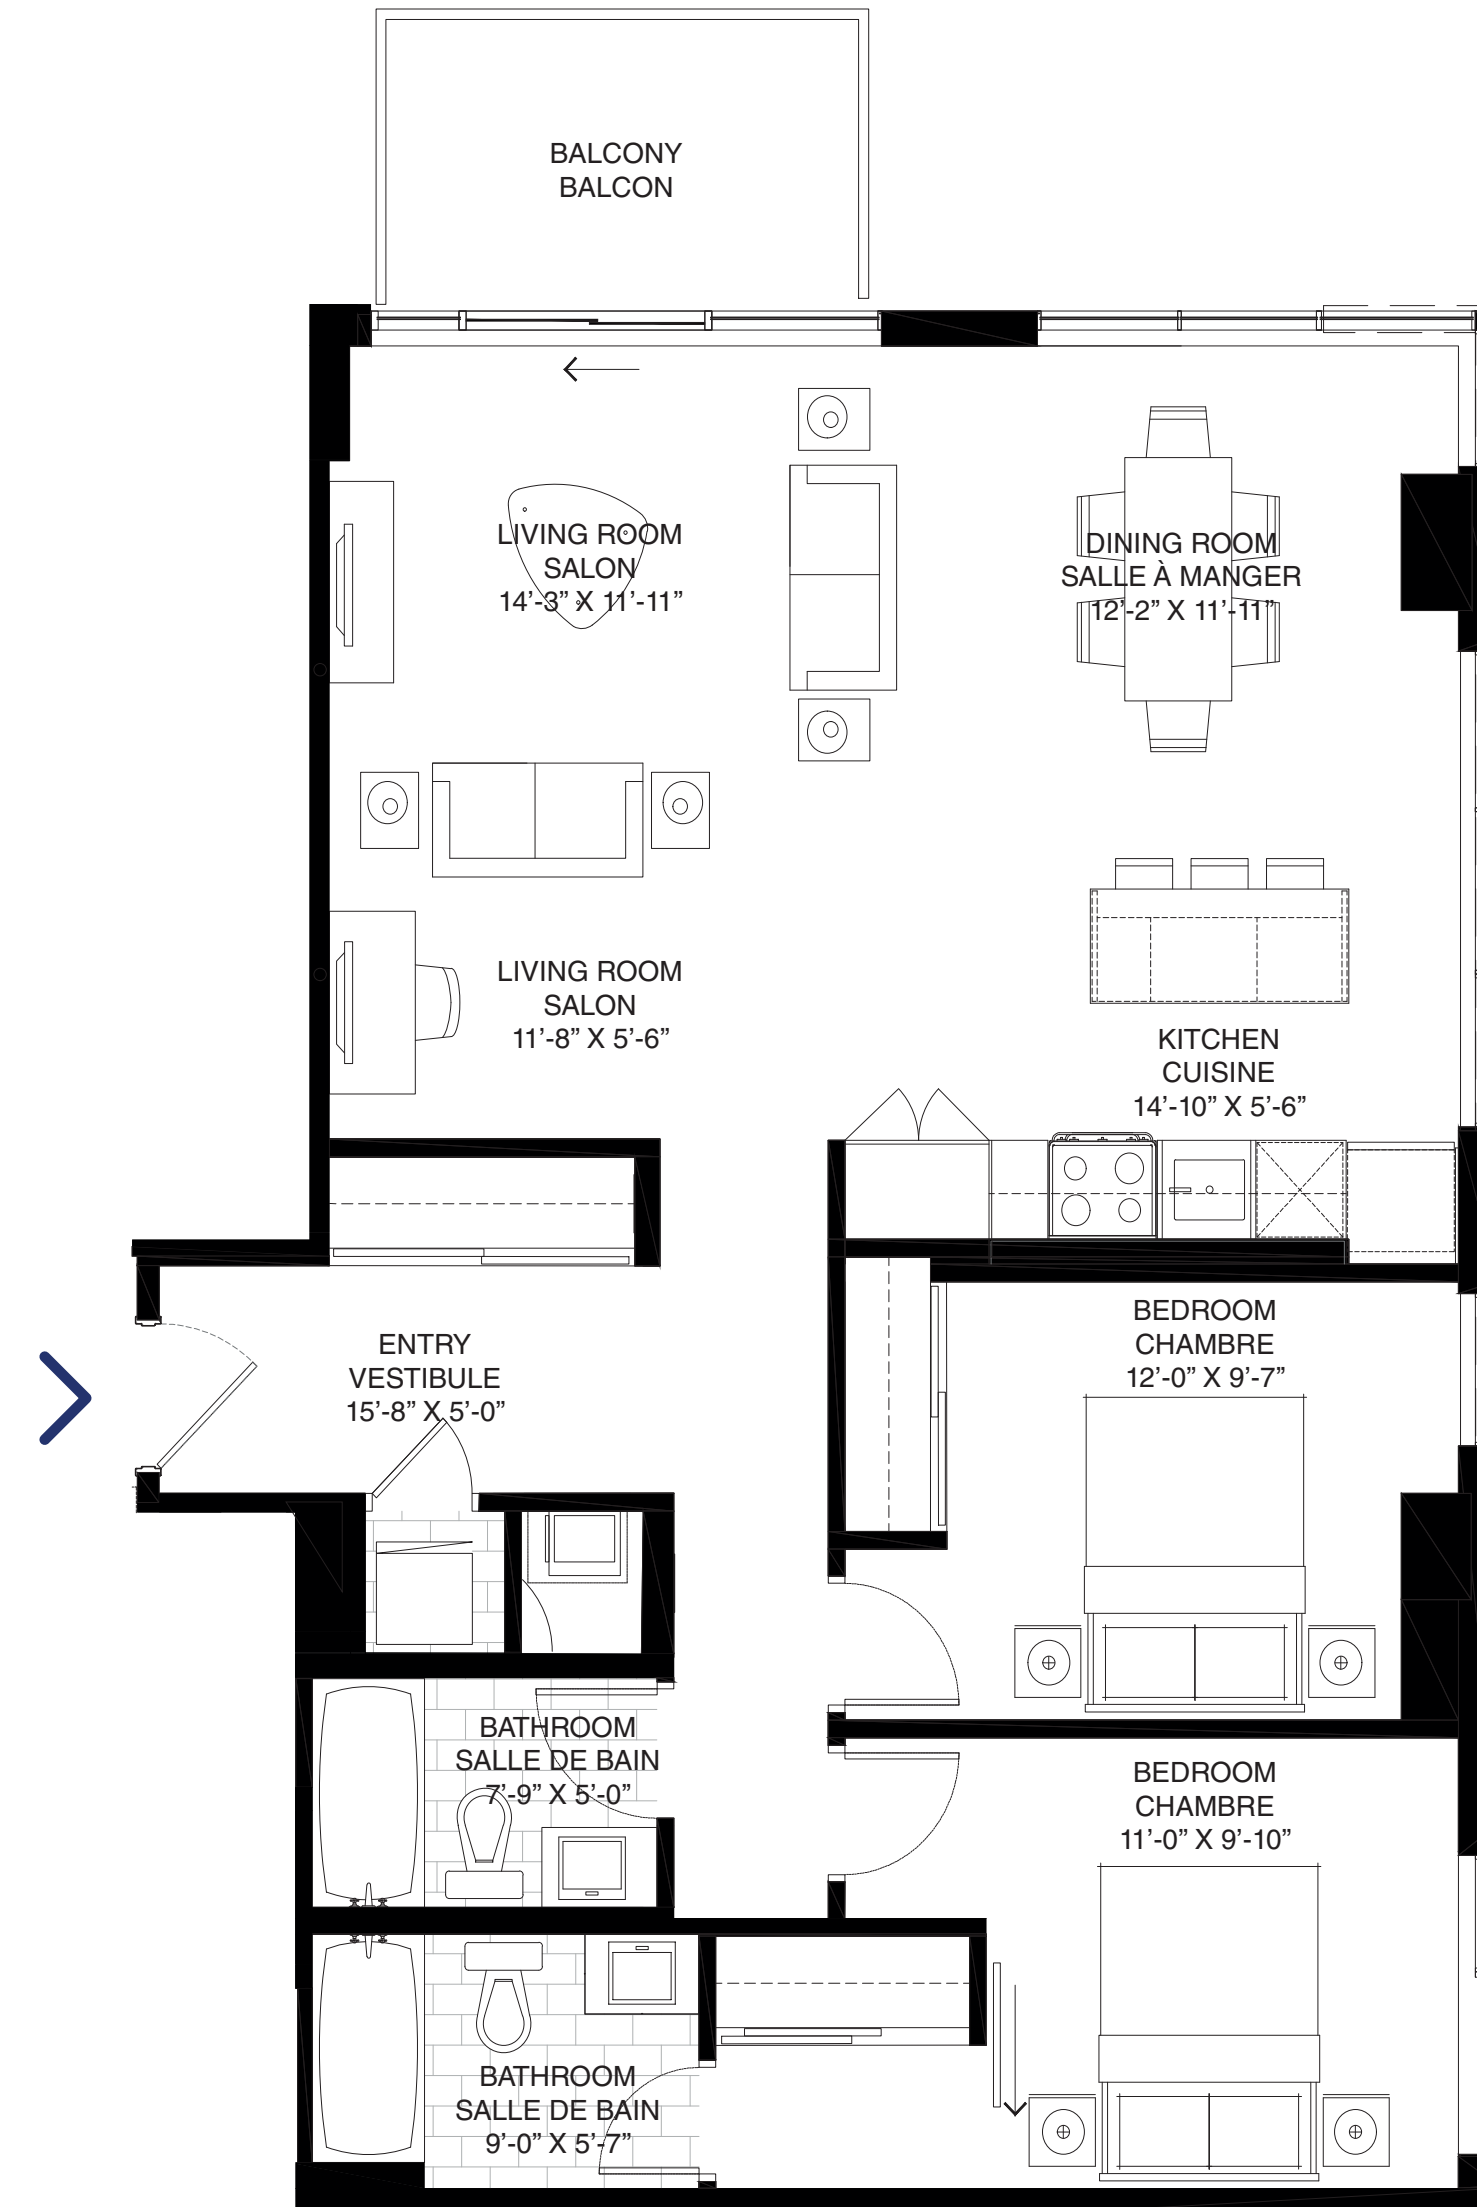 BALCONY
BALCON
LIVING ROOM
SALON
14’-3” X 11’-11”
DINING ROOM
SALLE À MANGER
12’-2” X 11’-11”
LIVING ROOM
SALON
11’-8” X 5’-6”
KITCHEN
CUISINE
14’-10” X 5’-6”
ENTRY
VESTIBULE
15’-8” X 5’-0”
BEDROOM
CHAMBRE
12’-0” X 9’-7”
BATHROOM
SALLE DE BAIN
7’-9” X 5’-0”
BEDROOM
CHAMBRE
11’-0” X 9’-10”
BATHROOM
SALLE DE BAIN
9’-0” X 5’-7”